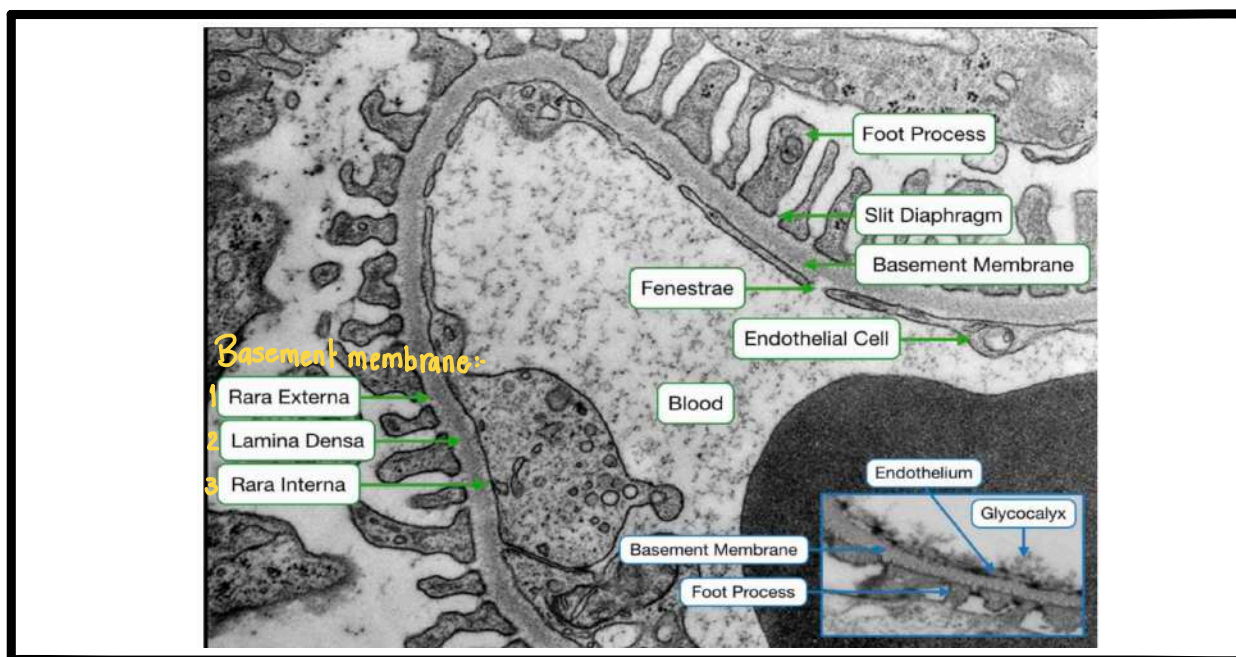 Foot Process
Slit Diaphragm
Basement Membrane
Fenestrae
Endothelial Cell
Basement membrane:-
1 Rara Externa
Blood
2 Lamina Densa
3 Rara Interna
Endothelium
Glycocalyx
Basement Membrane
Foot Process